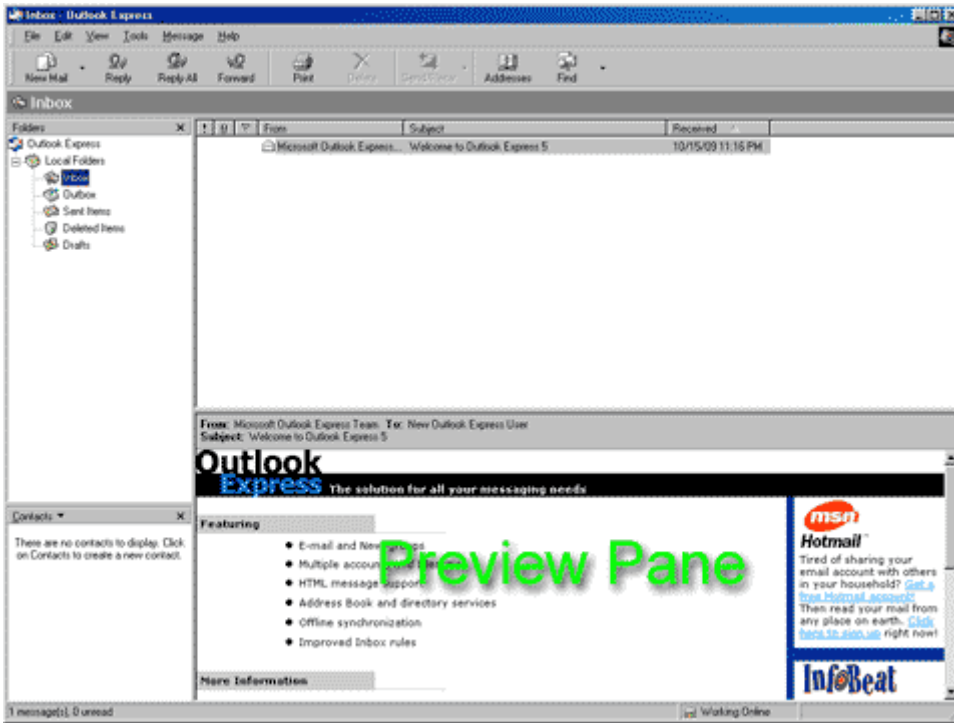 Inbox - Outlook Express
File Edit View Tools Message Help
New Mail Reply Reply All Forward Print Delete Send/Recv Addresses Find
Inbox
Folders
! From Subject Received
Outlook Express
Microsoft Outlook Express... Welcome to Outlook Express 5 10/15/09 11:16 PM
Local Folders
Inbox
Outbox
Sent Items
Deleted Items
Drafts
From: Microsoft Outlook Express Team To: New Outlook Express User
Subject: Welcome to Outlook Express 5
Outlook
Express The solution for all your messaging needs
Featuring
E-mail and Newsgroups
Multiple accounts
HTML message support
Address Book and directory services
Offline synchronization
Improved Inbox rules
More Information
Preview Pane
msn
Hotmail™
Tired of sharing your
email account with others
in your household? Get a
free Hotmail account!
Then read your mail from
any place on earth. Click
here to sign up right now!
InfoBeat
Contacts
There are no contacts to display. Click
on Contacts to create a new contact.
1 message(s), 0 unread Working Online